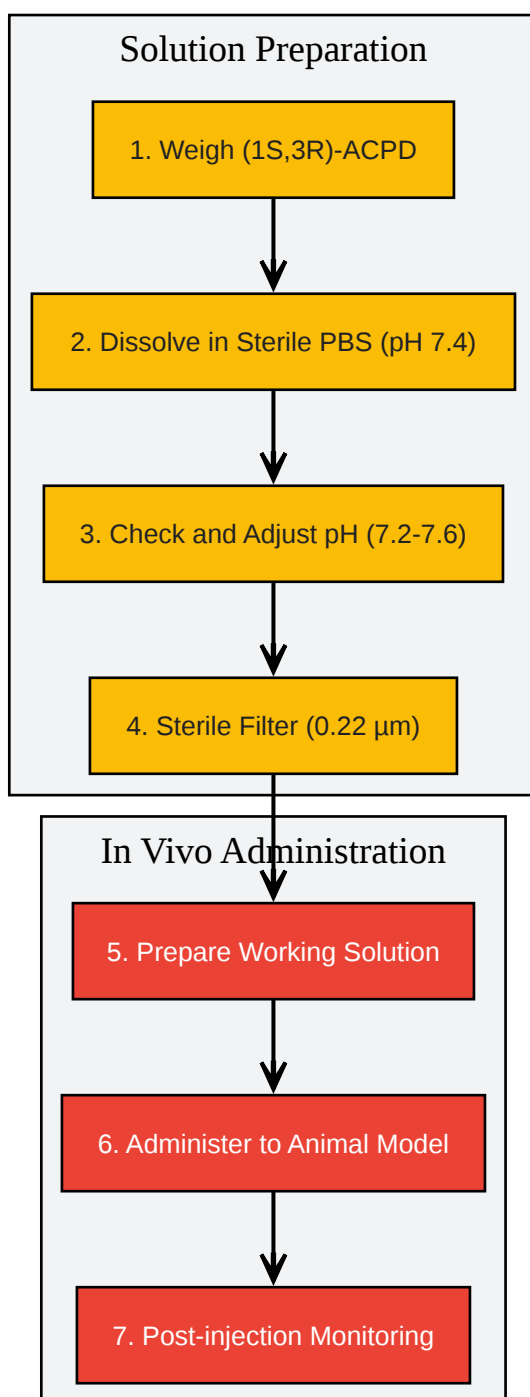 Solution Preparation
1. Weigh (1S,3R)-ACPD
2. Dissolve in Sterile PBS (pH 7.4)
3. Check and Adjust pH (7.2-7.6)
4. Sterile Filter (0.22 µm)
In Vivo Administration
5. Prepare Working Solution
6. Administer to Animal Model
7. Post-injection Monitoring